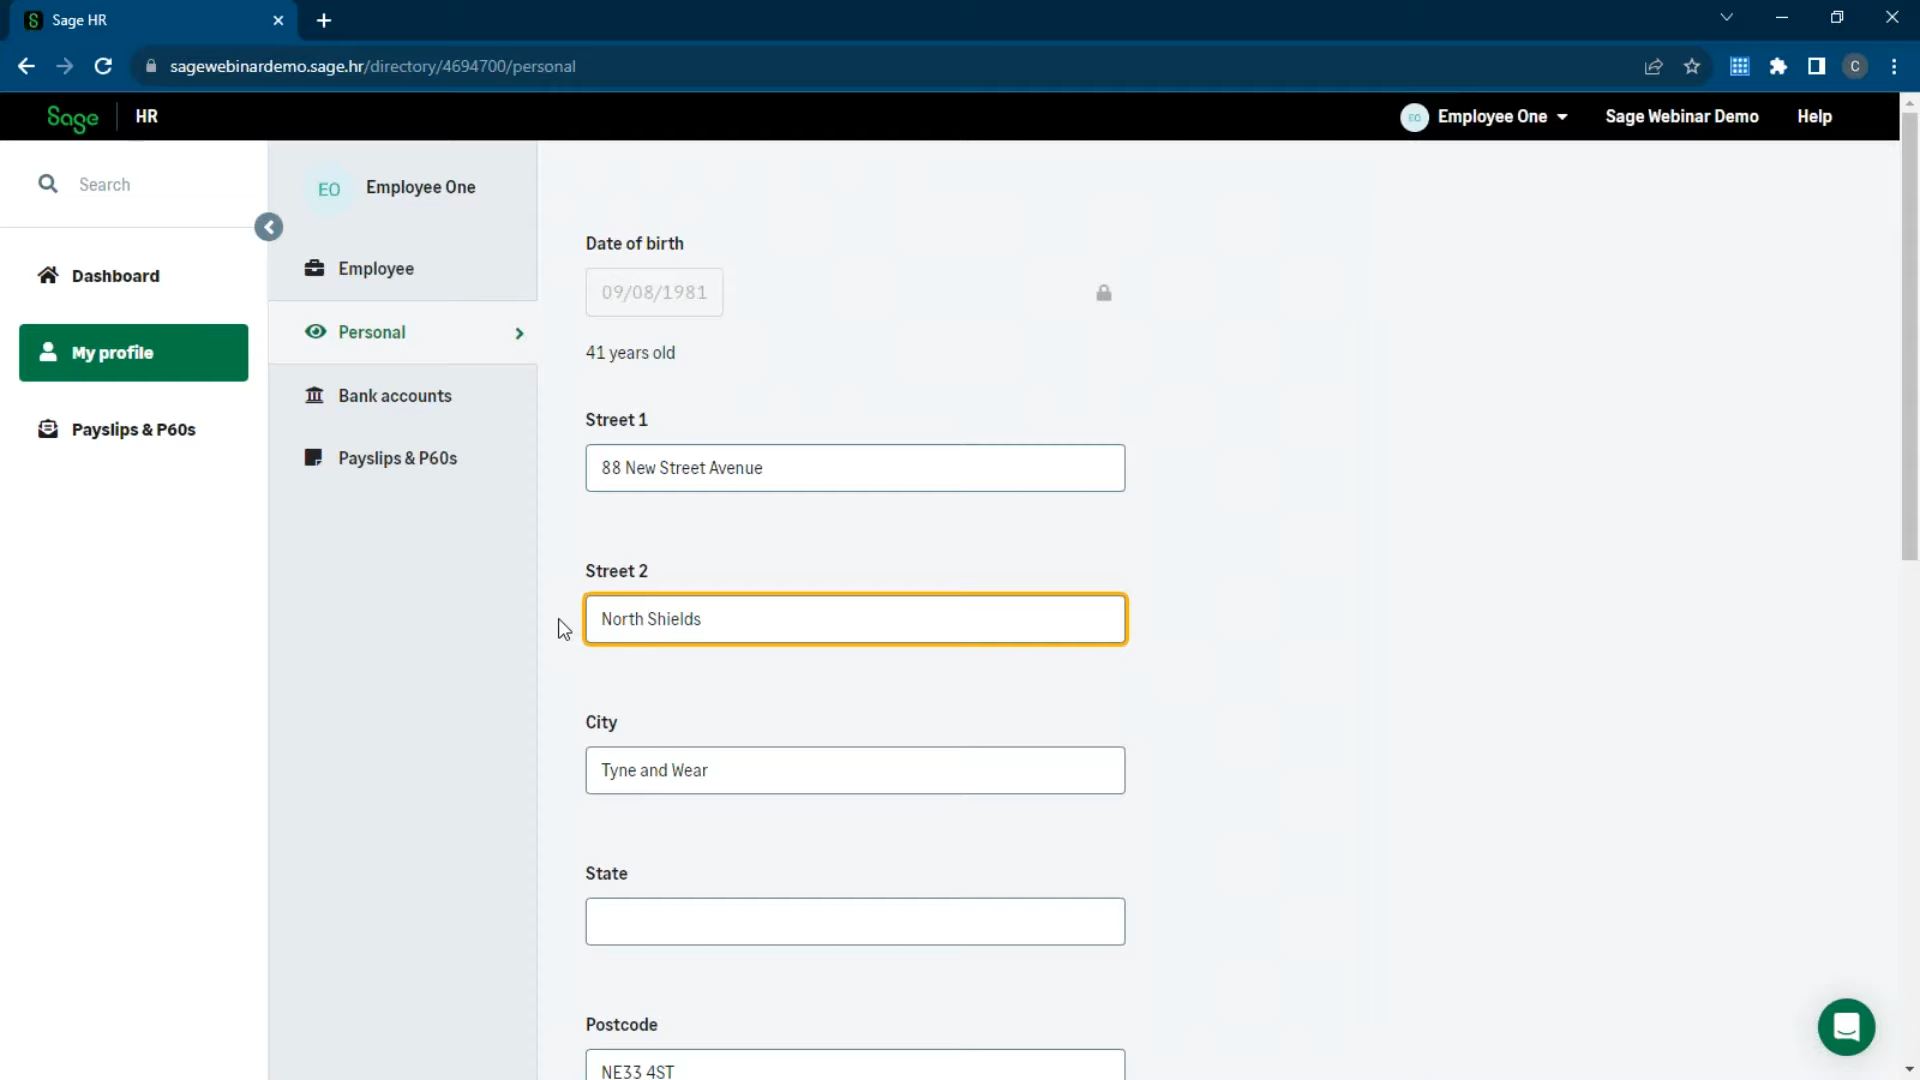 Sage HR
sagewebinardemo.sage.hr/directory/4694700/personal
C
Sage HR
EO Employee One Sage Webinar Demo Help
Search
Dashboard
My profile
Payslips & P60s
EO Employee One
Employee
Personal
Bank accounts
Payslips & P60s
Date of birth
09/08/1981
41 years old
Street 1
88 New Street Avenue
Street 2
North Shields
City
Tyne and Wear
State
Postcode
NE33 4ST